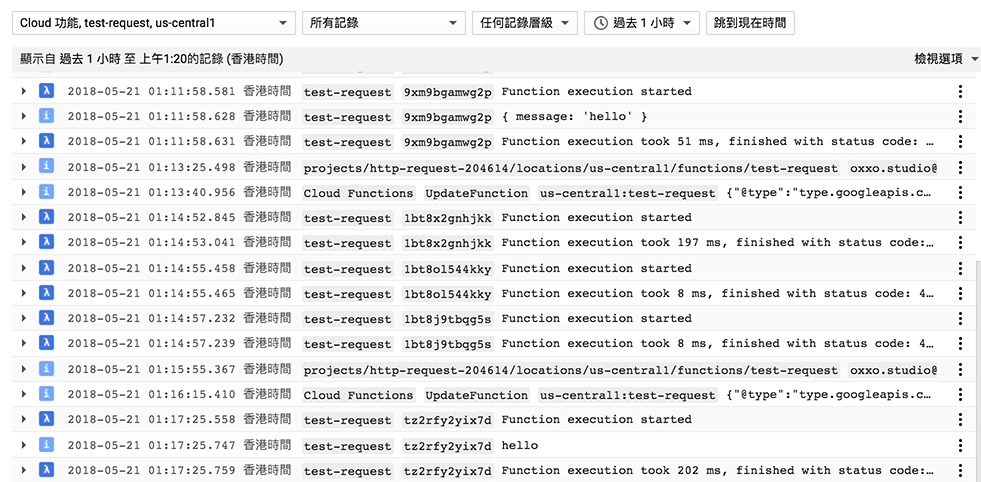 Cloud 功能, test-request, us-central1 所有記錄 任何記錄層級 過去 1 小時 跳到現在時間
顯示自 過去 1 小時 至 上午1:20的記錄 (香港時間) 檢視選項
λ 2018-05-21 01:11:58.581 香港時間 test-request 9xm9bgamwg2p Function execution started
i 2018-05-21 01:11:58.628 香港時間 test-request 9xm9bgamwg2p { message: 'hello' }
λ 2018-05-21 01:11:58.631 香港時間 test-request 9xm9bgamwg2p Function execution took 51 ms, finished with status code: …
i 2018-05-21 01:13:25.498 香港時間 projects/http-request-204614/locations/us-central1/functions/test-request oxxo.studio@
i 2018-05-21 01:13:40.956 香港時間 Cloud Functions UpdateFunction us-central1:test-request {"@type":"type.googleapis.c…
λ 2018-05-21 01:14:52.845 香港時間 test-request 1bt8x2gnhjkk Function execution started
λ 2018-05-21 01:14:53.041 香港時間 test-request 1bt8x2gnhjkk Function execution took 197 ms, finished with status code:…
λ 2018-05-21 01:14:55.458 香港時間 test-request 1bt8ol544kky Function execution started
λ 2018-05-21 01:14:55.465 香港時間 test-request 1bt8ol544kky Function execution took 8 ms, finished with status code: 4…
λ 2018-05-21 01:14:57.232 香港時間 test-request 1bt8j9tbqg5s Function execution started
λ 2018-05-21 01:14:57.239 香港時間 test-request 1bt8j9tbqg5s Function execution took 8 ms, finished with status code: 4…
i 2018-05-21 01:15:55.367 香港時間 projects/http-request-204614/locations/us-central1/functions/test-request oxxo.studio@
i 2018-05-21 01:16:15.410 香港時間 Cloud Functions UpdateFunction us-central1:test-request {"@type":"type.googleapis.c…
λ 2018-05-21 01:17:25.558 香港時間 test-request tz2rfy2yix7d Function execution started
i 2018-05-21 01:17:25.747 香港時間 test-request tz2rfy2yix7d hello
λ 2018-05-21 01:17:25.759 香港時間 test-request tz2rfy2yix7d Function execution took 202 ms, finished with status code:…